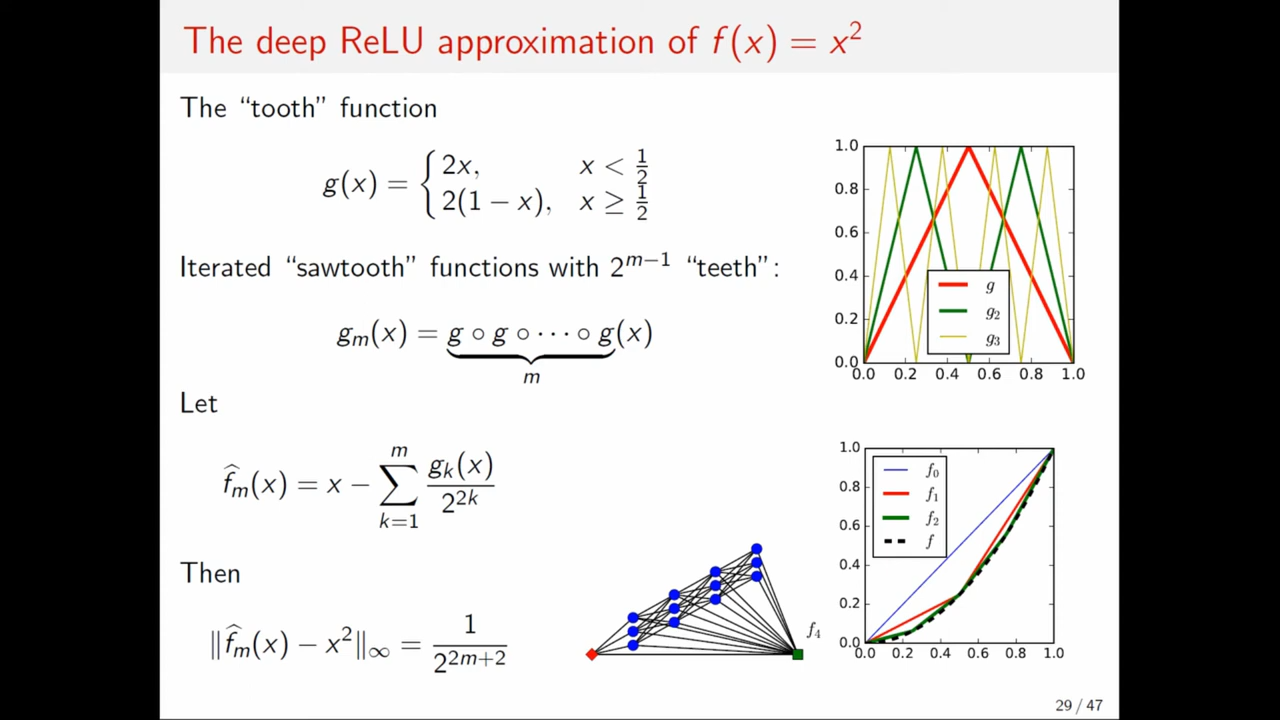 The deep ReLU approximation of f(x) = x²
The “tooth” function
g(x) = { 2x, x < 1/2
2(1 − x), x ≥ 1/2
Iterated “sawtooth” functions with 2^{m−1} “teeth”:
g_m(x) = g ∘ g ∘ ⋯ ∘ g(x)
m
Let
f̂_m(x) = x − ∑_{k=1}^{m} g_k(x) / 2^{2k}
Then
‖f̂_m(x) − x²‖_∞ = 1 / 2^{2m+2}
1.0
0.8
0.6
0.4
0.2
0.0
g
g₂
g₃
0.0 0.2 0.4 0.6 0.8 1.0
1.0
0.8
0.6
0.4
0.2
0.0
f₀
f₁
f₂
f
0.0 0.2 0.4 0.6 0.8 1.0
f₄
29 / 47